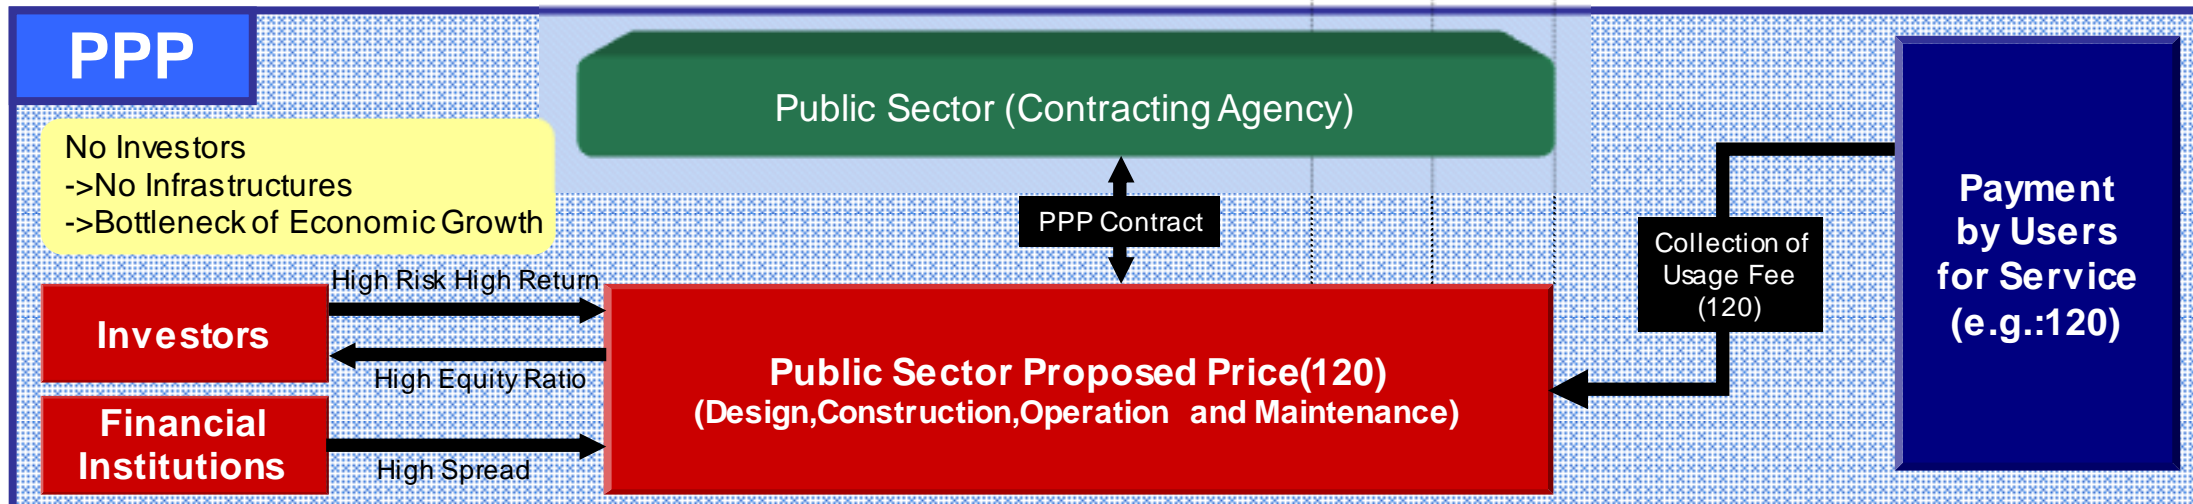 PPP
Public Sector (Contracting Agency)
No Investors
->No Infrastructures
->Bottleneck of Economic Growth
PPP Contract
Payment
by Users
for Service
(e.g.:120)
Collection of
Usage Fee
(120)
High Risk High Return
Investors
High Equity Ratio
Public Sector Proposed Price(120)
(Design,Construction,Operation and Maintenance)
Financial
Institutions
High Spread